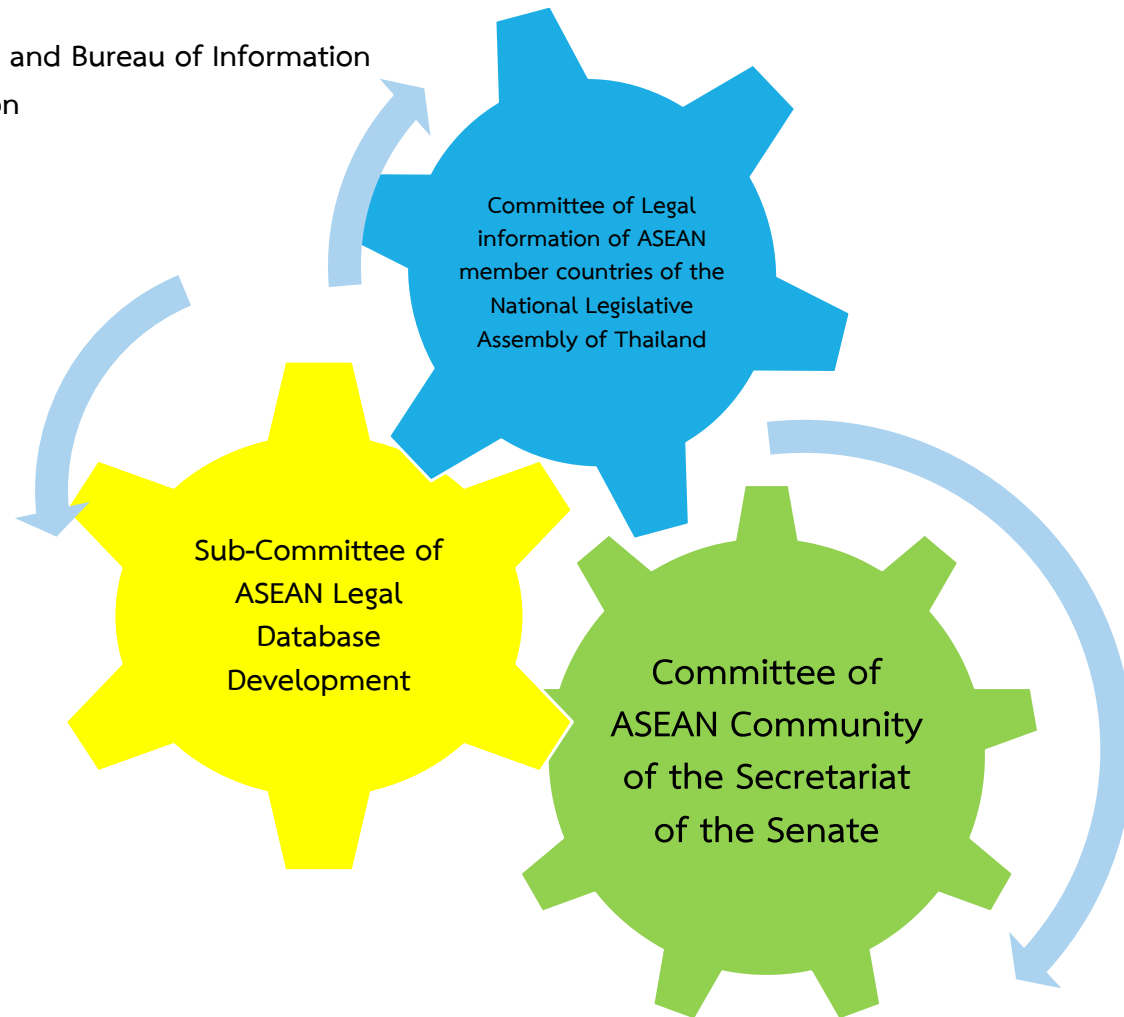 and Bureau of Information
on
Committee of Legal
information of ASEAN
member countries of the
National Legislative
Assembly of Thailand
Sub-Committee of
ASEAN Legal
Database
Development
Committee of
ASEAN Community
of the Secretariat
of the Senate